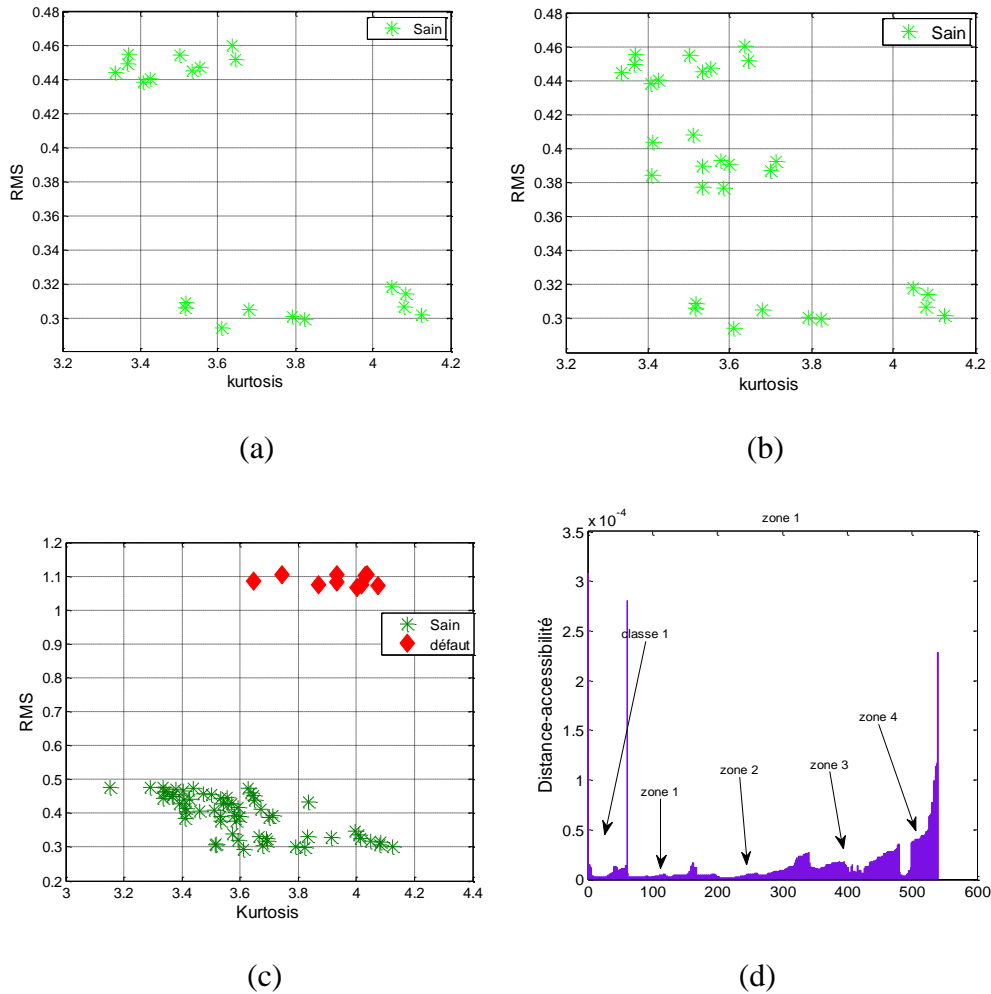 Sain
0.48
0.46
0.44
0.42
0.4
0.38
0.36
0.34
0.32
0.3
RMS
3.2 3.4 3.6 3.8 4 4.2
kurtosis
(a)
Sain
0.48
0.46
0.44
0.42
0.4
0.38
0.36
0.34
0.32
0.3
RMS
3.2 3.4 3.6 3.8 4 4.2
kurtosis
(b)
1.2
1.1
1
0.9
0.8
0.7
0.6
0.5
0.4
0.3
0.2
RMS
Sain
défaut
3 3.2 3.4 3.6 3.8 4 4.2 4.4
Kurtosis
(c)
x 10-4
zone 1
3.5
3
2.5
2
1.5
1
0.5
0
Distance-accessibilité
classe 1
zone 1
zone 2
zone 3
zone 4
0 100 200 300 400 500 600
(d)